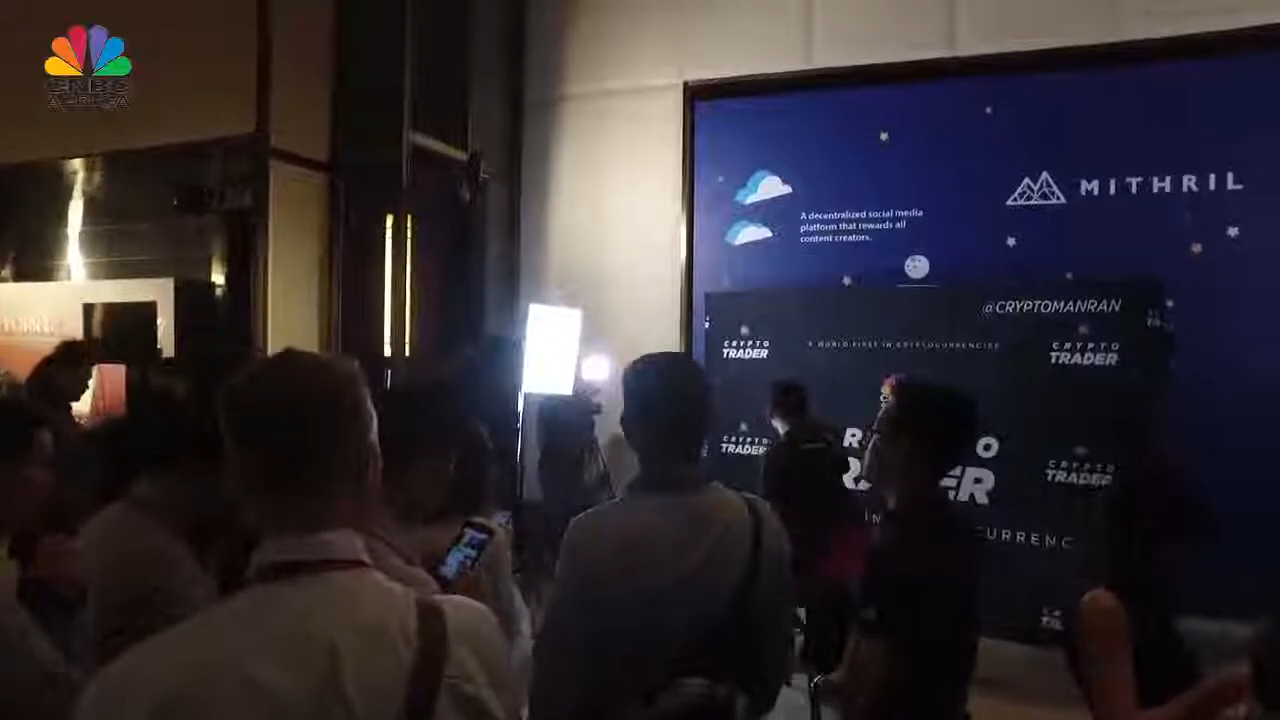 CNBC
AFRICA
MITHRIL
A decentralized social media
platform that rewards all
content creators.
@CRYPTOMANRAN
CRYPTO
TRADER
A WORLD FIRST IN CRYPTOCURRENCIES
CRYPTO
TRADER
CRYPTO
TRADER
CRYPTO
TRADER